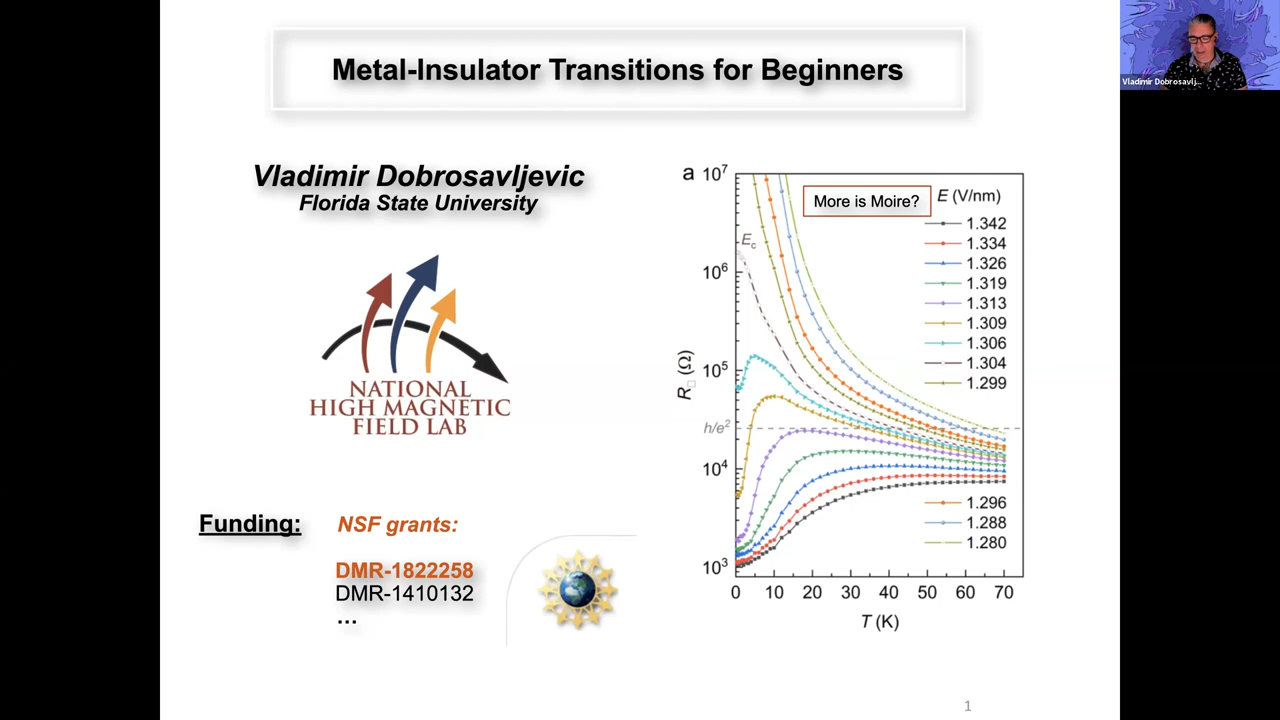 Metal-Insulator Transitions for Beginners
Vladimir Dobrosavlj...
Vladimir Dobrosavljevic
Florida State University
NATIONAL
HIGH MAGNETIC
FIELD LAB
Funding:
NSF grants:
DMR-1822258
DMR-1410132
...
a
More is Moire?
E (V/nm)
1.342
1.334
1.326
1.319
1.313
1.309
1.306
1.304
1.299
1.296
1.288
1.280
Ec
h/e²
R□ (Ω)
10⁷
10⁶
10⁵
10⁴
10³
0 10 20 30 40 50 60 70
T (K)
1